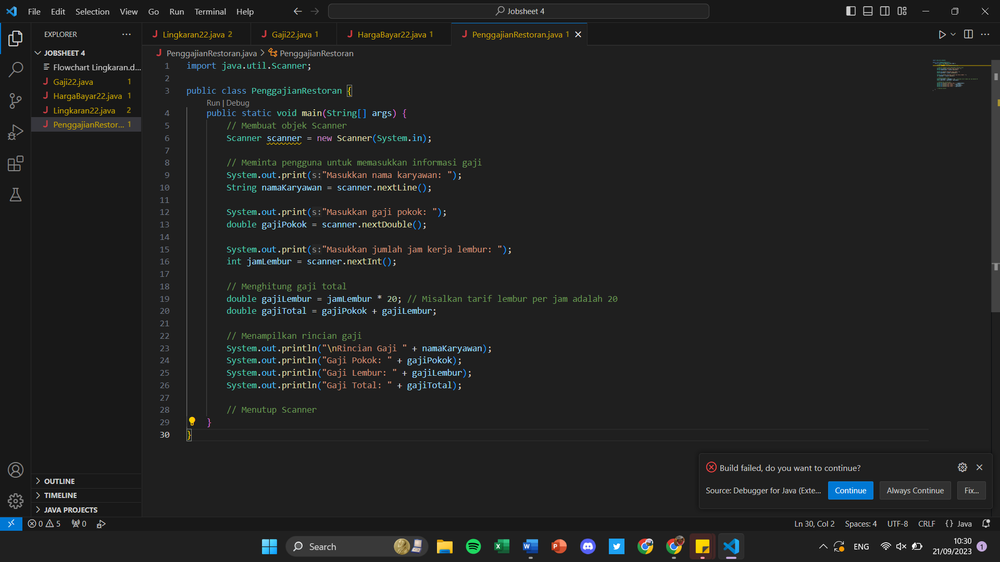 File Edit Selection View Go Run Terminal Help
Jobsheet 4
EXPLORER
JOBSHEET 4
Flowchart Lingkaran.d...
Gaji22.java 1
HargaBayar22.java 1
Lingkaran22.java 2
PenggajianRestor... 1
OUTLINE
TIMELINE
JAVA PROJECTS
Lingkaran22.java 2 Gaji22.java 1 HargaBayar22.java 1 PenggajianRestoran.java 1
PenggajianRestoran.java > PenggajianRestoran
1 import java.util.Scanner;
2
3 public class PenggajianRestoran {
Run | Debug
4 public static void main(String[] args) {
5 // Membuat objek Scanner
6 Scanner scanner = new Scanner(System.in);
7
8 // Meminta pengguna untuk memasukkan informasi gaji
9 System.out.print(s:"Masukkan nama karyawan: ");
10 String namaKaryawan = scanner.nextLine();
11
12 System.out.print(s:"Masukkan gaji pokok: ");
13 double gajiPokok = scanner.nextDouble();
14
15 System.out.print(s:"Masukkan jumlah jam kerja lembur: ");
16 int jamLembur = scanner.nextInt();
17
18 // Menghitung gaji total
19 double gajiLembur = jamLembur * 20; // Misalkan tarif lembur per jam adalah 20
20 double gajiTotal = gajiPokok + gajiLembur;
21
22 // Menampilkan rincian gaji
23 System.out.println("\nRincian Gaji " + namaKaryawan);
24 System.out.println("Gaji Pokok: " + gajiPokok);
25 System.out.println("Gaji Lembur: " + gajiLembur);
26 System.out.println("Gaji Total: " + gajiTotal);
27
28 // Menutup Scanner
29 }
30 }
Build failed, do you want to continue?
Source: Debugger for Java (Exte... Continue Always Continue Fix...
0 5 0 Ln 30, Col 2 Spaces: 4 UTF-8 CRLF {} Java
Search
ENG
10:30
21/09/2023
1